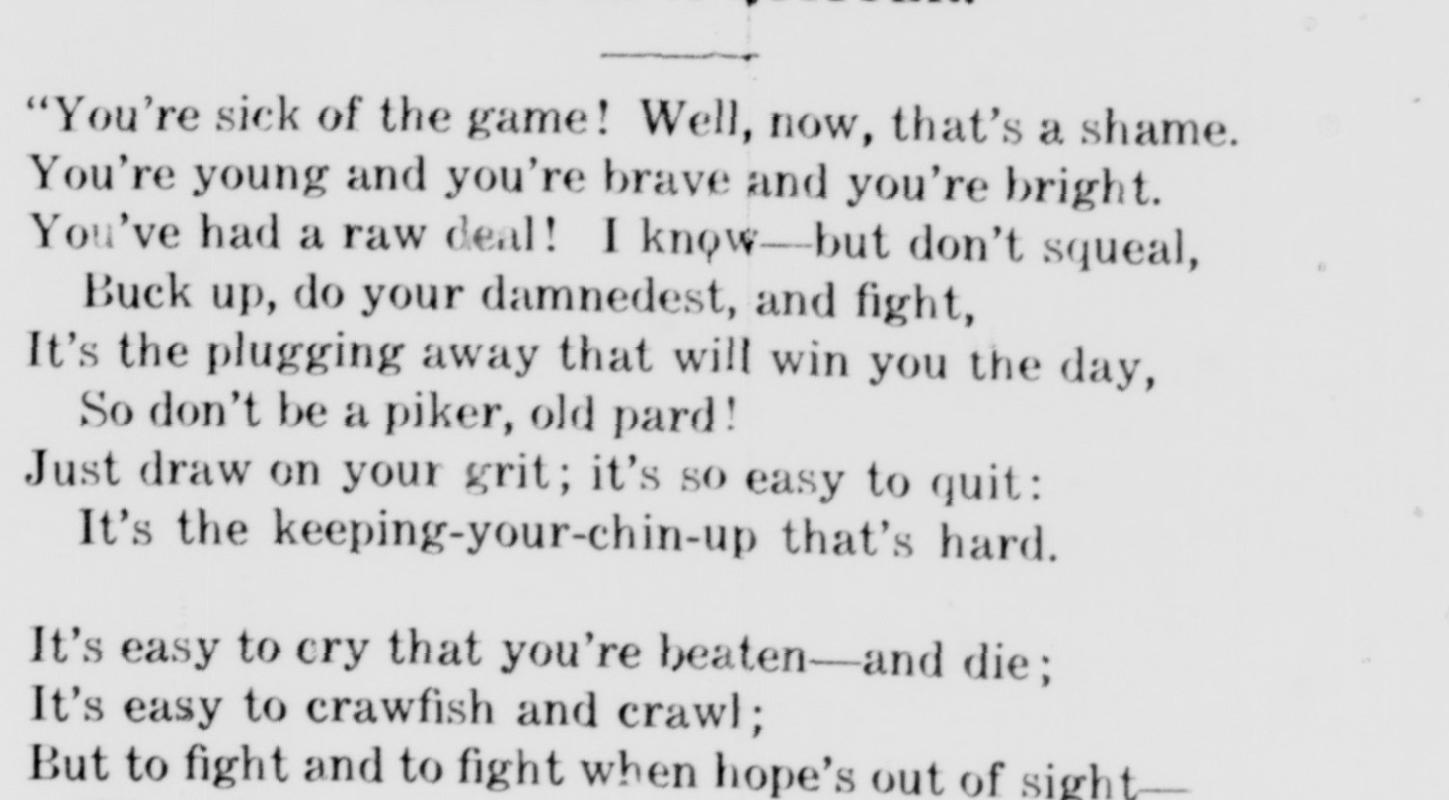 “You’re sick of the game! Well, now, that’s a shame.
You’re young and you’re brave and you’re bright.
You’ve had a raw deal! I know—but don’t squeal,
Buck up, do your damnedest, and fight,
It’s the plugging away that will win you the day,
So don’t be a piker, old pard!
Just draw on your grit; it’s so easy to quit:
It’s the keeping-your-chin-up that’s hard.
It’s easy to cry that you’re beaten—and die;
It’s easy to crawfish and crawl;
But to fight and to fight when hope’s out of sight—